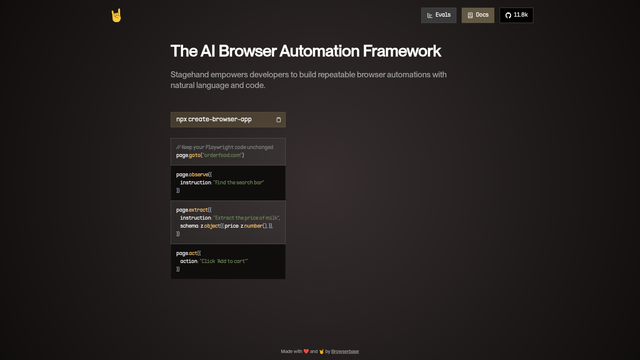 Evals
Docs
11.8k
The AI Browser Automation Framework
Stagehand empowers developers to build repeatable browser automations with
natural language and code.
npx create-browser-app
// Keep your Playwright code unchanged
page.goto("orderfood.com")
page.observe({
instruction: "Find the search bar"
})
page.extract({
instruction: "Extract the price of milk",
schema: z.object({ price: z.number(), }),
})
page.act({
action: "Click 'Add to cart'"
})
Made with ❤️ and 🤘 by Browserbase